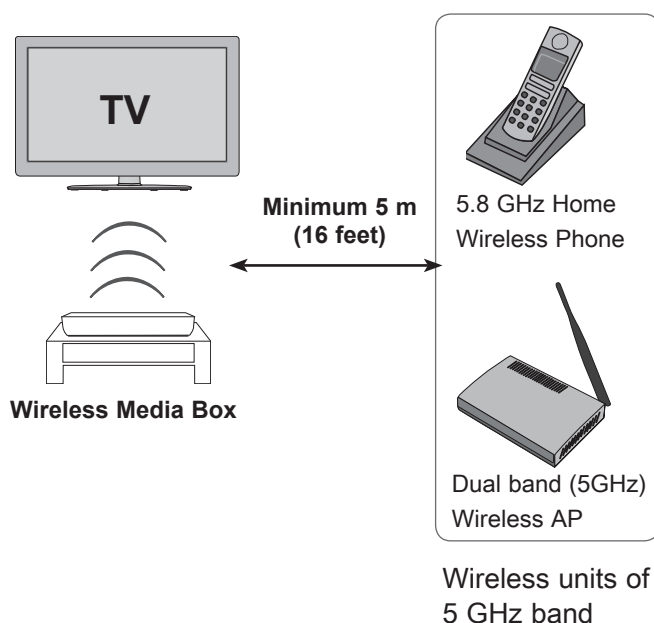 TV
Minimum 5 m
(16 feet)
Wireless Media Box
5.8 GHz Home
Wireless Phone
Dual band (5GHz)
Wireless AP
Wireless units of
5 GHz band